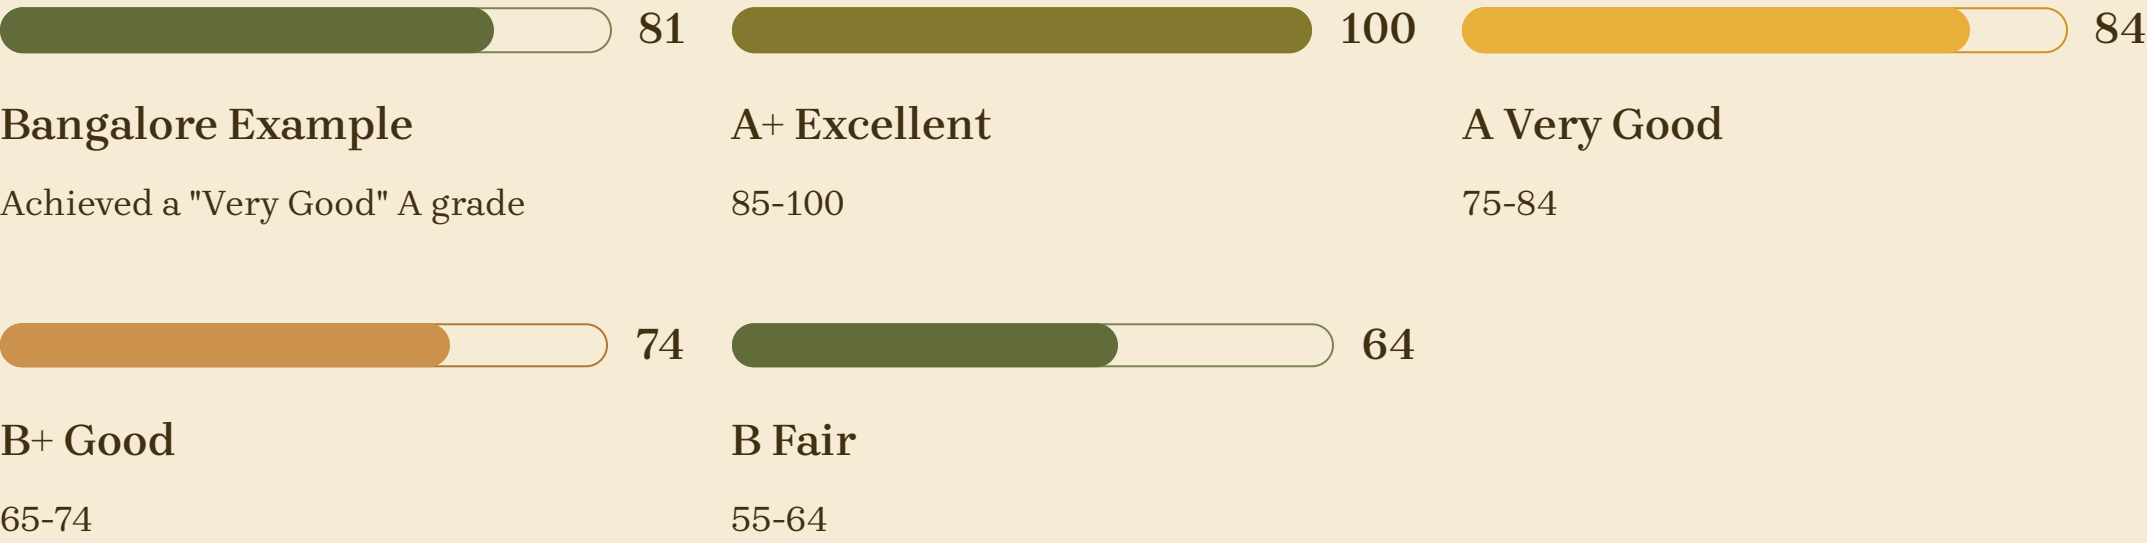 81
Bangalore Example
Achieved a "Very Good" A grade
100
A+ Excellent
85-100
84
A Very Good
75-84
74
B+ Good
65-74
64
B Fair
55-64